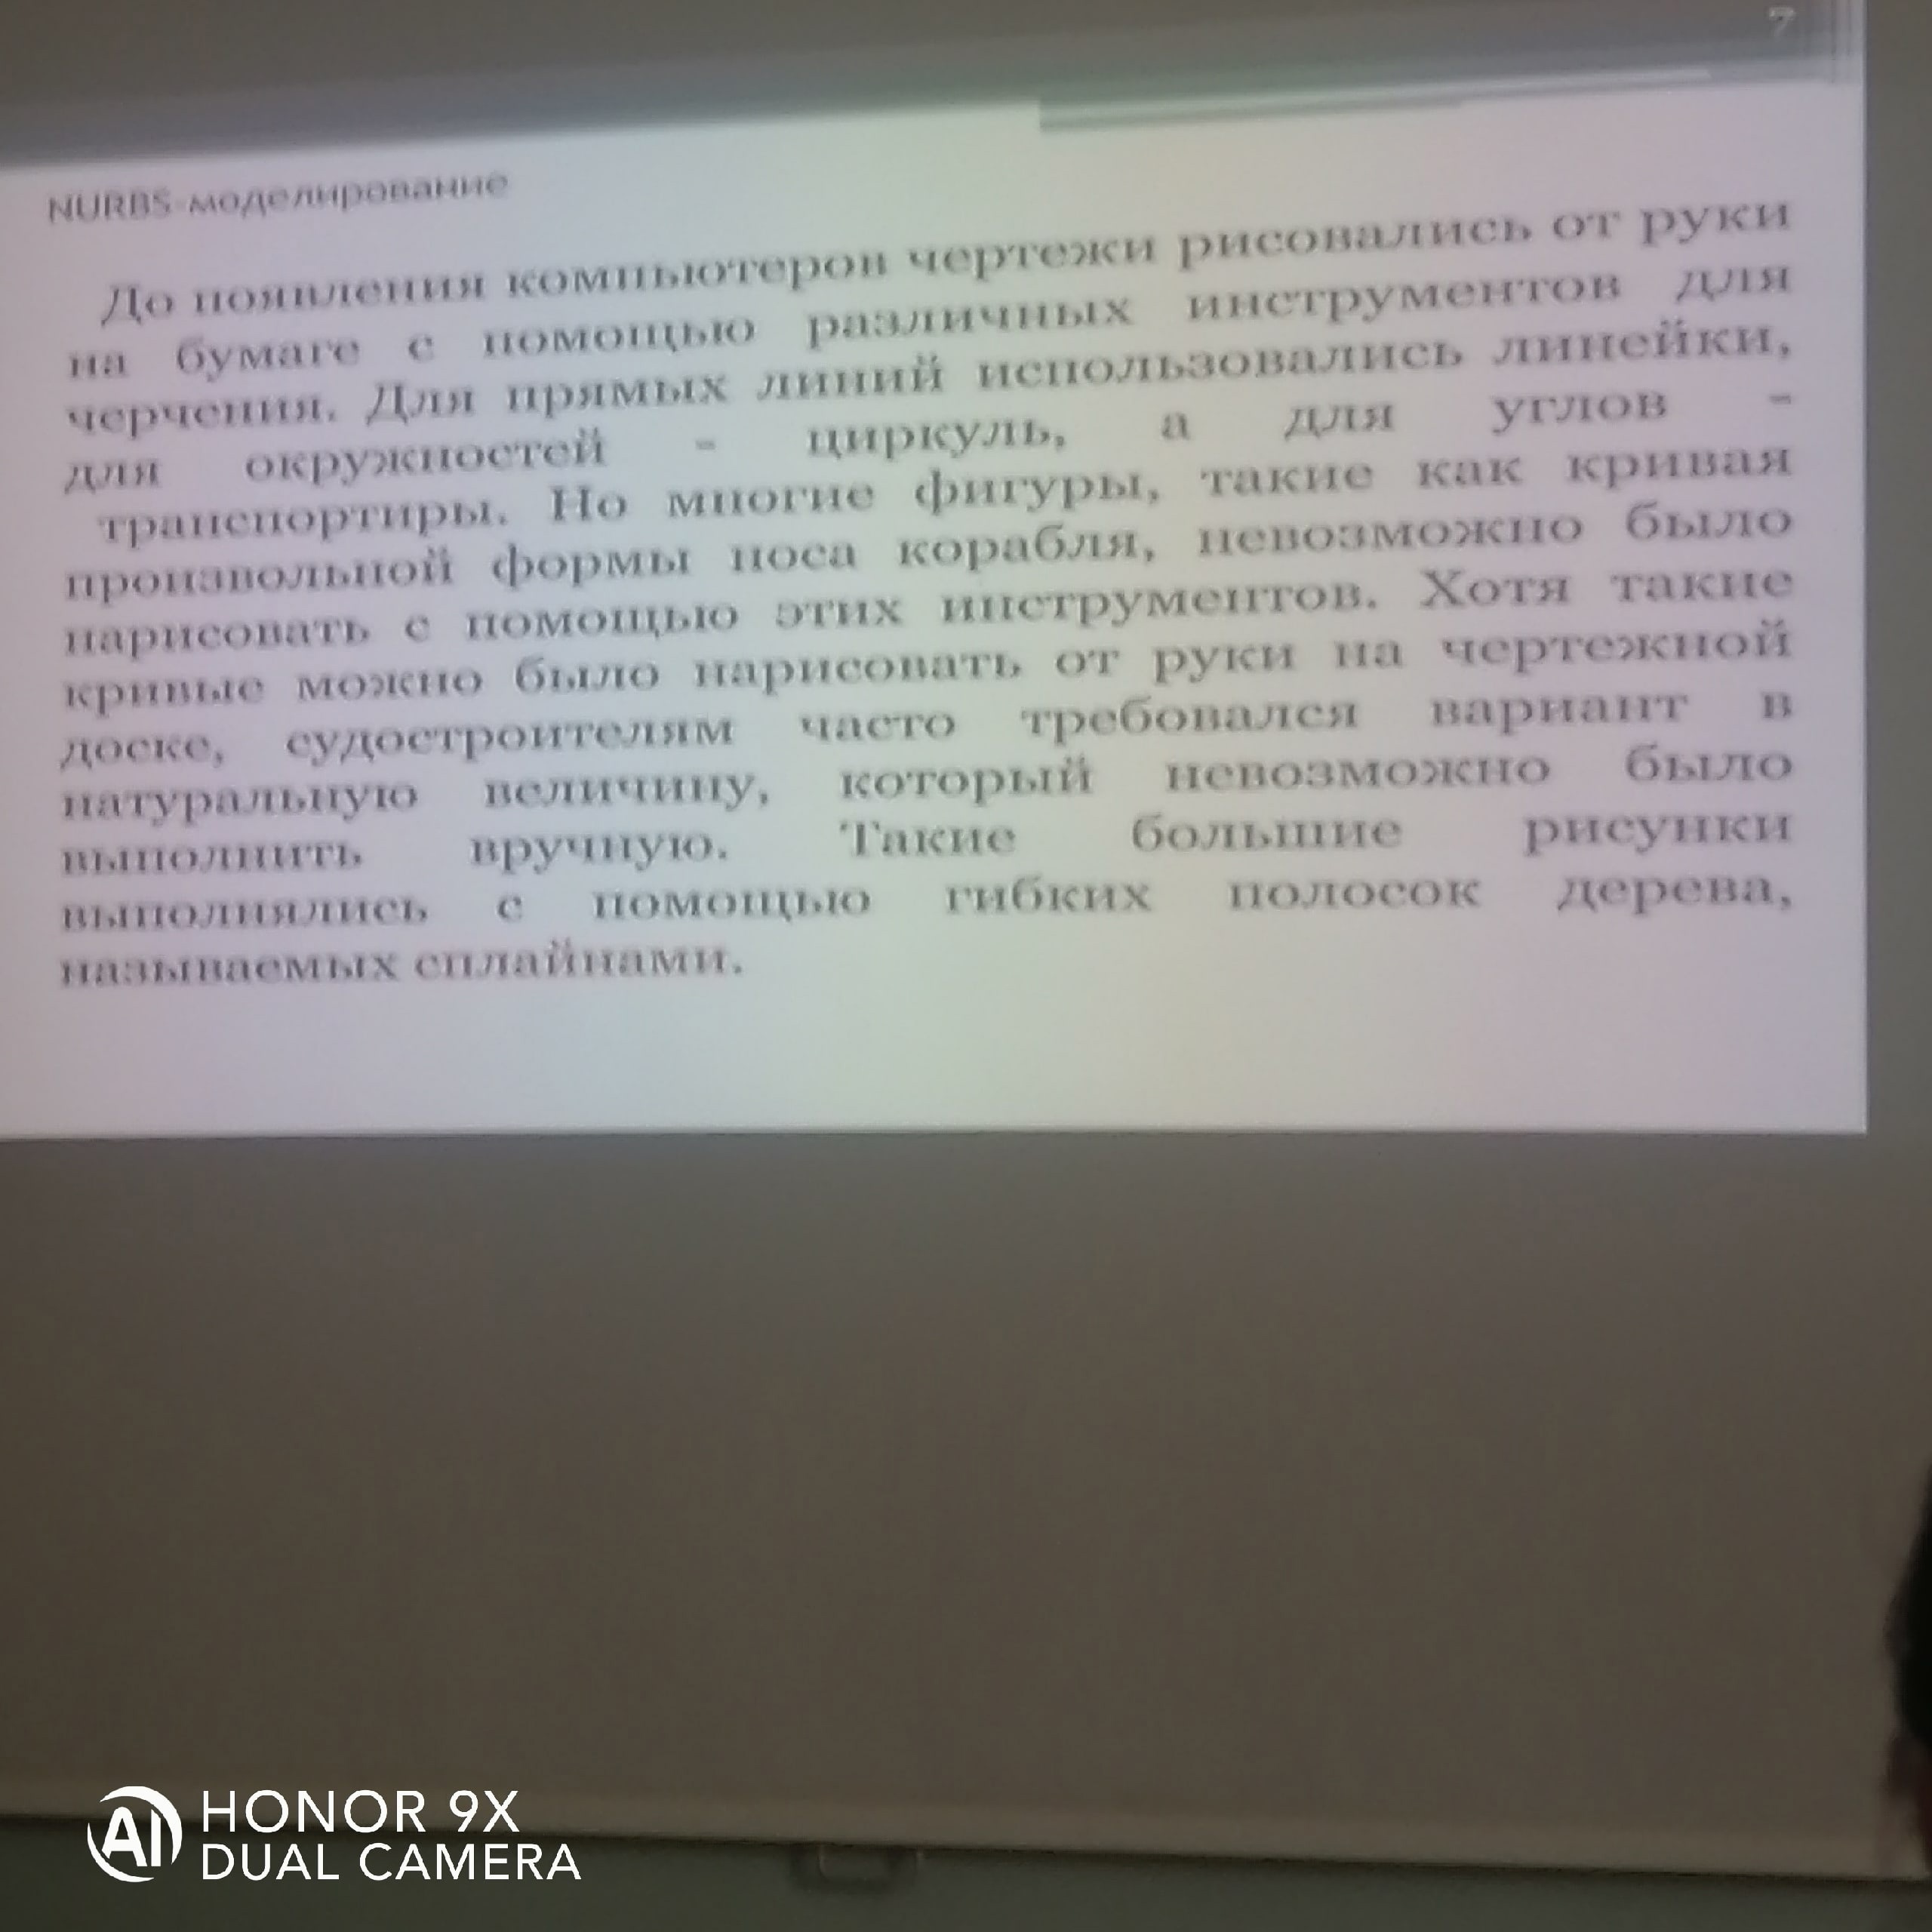 7
NURBS-моделирование
До появления компьютеров чертежи рисовались от руки
на бумаге с помощью различных инструментов для
черчения. Для прямых линий использовались линейки,
для окружностей - циркуль, а для углов -
транспортиры. Но многие фигуры, такие как кривая
произвольной формы носа корабля, невозможно было
нарисовать с помощью этих инструментов. Хотя такие
кривые можно было нарисовать от руки на чертежной
доске, судостроителям часто требовался вариант в
натуральную величину, который невозможно было
выполнить вручную. Такие большие рисунки
выполнялись с помощью гибких полосок дерева,
называемых сплайнами.
AI HONOR 9X
DUAL CAMERA